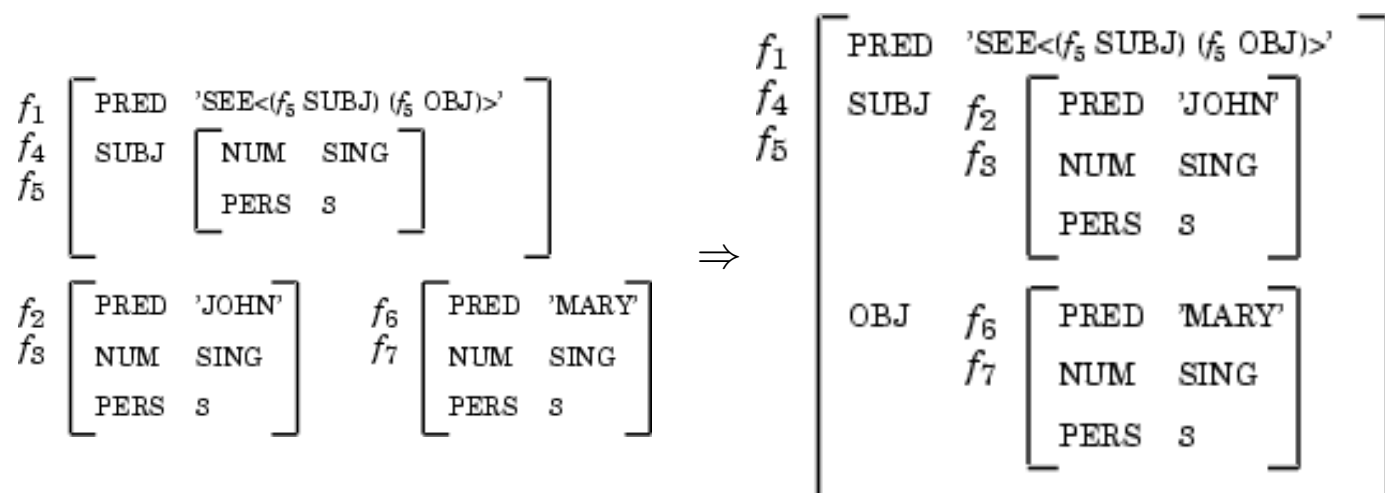 f₁ PRED 'SEE<(f₅ SUBJ) (f₅ OBJ)>'
f₄ SUBJ NUM SING
f₅ PERS 3
f₂ PRED 'JOHN'
f₃ NUM SING
PERS 3
f₆ PRED 'MARY'
f₇ NUM SING
PERS 3
⇒
f₁ PRED 'SEE<(f₅ SUBJ) (f₅ OBJ)>'
f₄ SUBJ f₂ PRED 'JOHN'
f₅ f₃ NUM SING
PERS 3
OBJ f₆ PRED 'MARY'
f₇ NUM SING
PERS 3